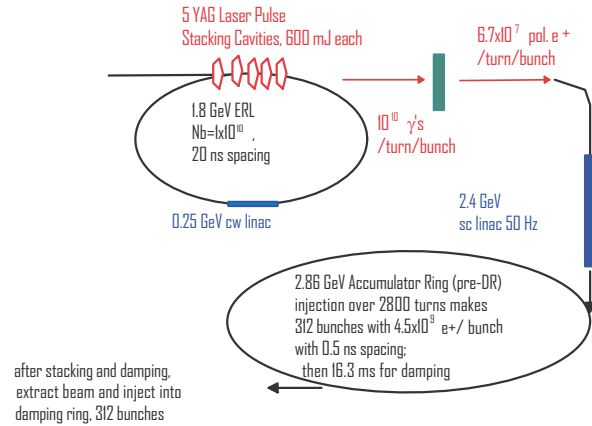 5 YAG Laser Pulse
Stacking Cavities, 600 mJ each
6.7x10⁷ pol. e+
/turn/bunch
1.8 GeV ERL
Nb=1x10¹⁰ ,
20 ns spacing
10¹⁰ γ's
/turn/bunch
0.25 GeV cw linac
2.4 GeV
sc linac 50 Hz
2.86 GeV Accumulator Ring (pre-DR)
injection over 2800 turns makes
312 bunches with 4.5x10⁹ e+/ bunch
with 0.5 ns spacing;
then 16.3 ms for damping
after stacking and damping,
extract beam and inject into
damping ring, 312 bunches